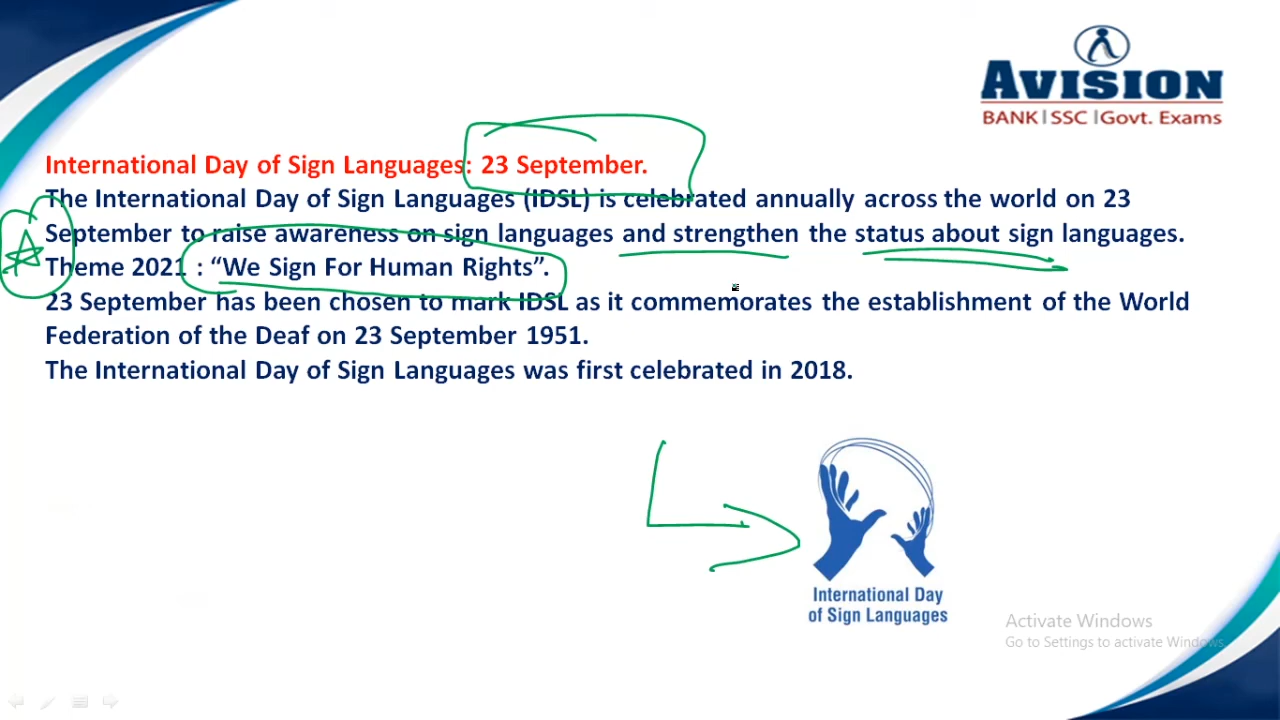 AVISION
BANK | SSC | Govt. Exams
International Day of Sign Languages: 23 September.
The International Day of Sign Languages (IDSL) is celebrated annually across the world on 23
September to raise awareness on sign languages and strengthen the status about sign languages.
Theme 2021 : “We Sign For Human Rights”.
23 September has been chosen to mark IDSL as it commemorates the establishment of the World
Federation of the Deaf on 23 September 1951.
The International Day of Sign Languages was first celebrated in 2018.
International Day
of Sign Languages
Activate Windows
Go to Settings to activate Windows.